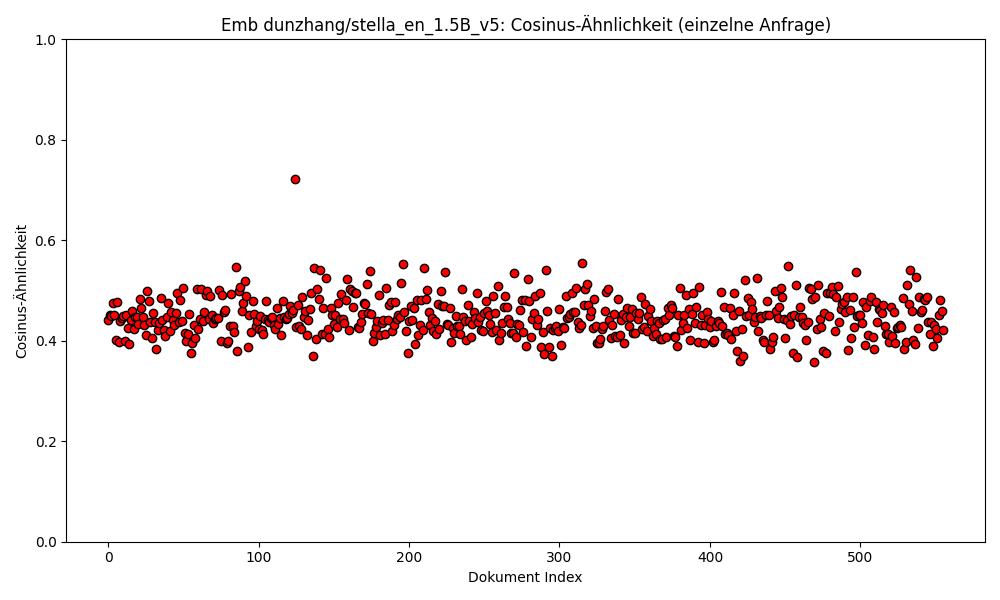 Emb dunzhang/stella_en_1.5B_v5: Cosinus-Ähnlichkeit (einzelne Anfrage)
1.0
0.8
0.6
0.4
0.2
0.0
Cosinus-Ähnlichkeit
0 100 200 300 400 500
Dokument Index